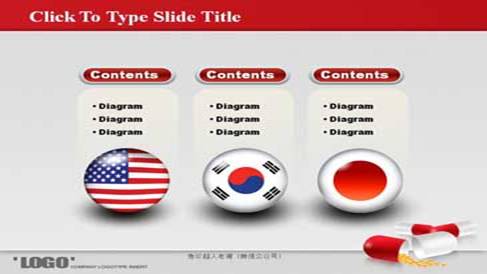 Click To Type Slide Title
Contents
• Diagram
• Diagram
• Diagram
Contents
• Diagram
• Diagram
• Diagram
Contents
• Diagram
• Diagram
• Diagram
"LOGO"
COMPANY LOGOTYPE INSERT